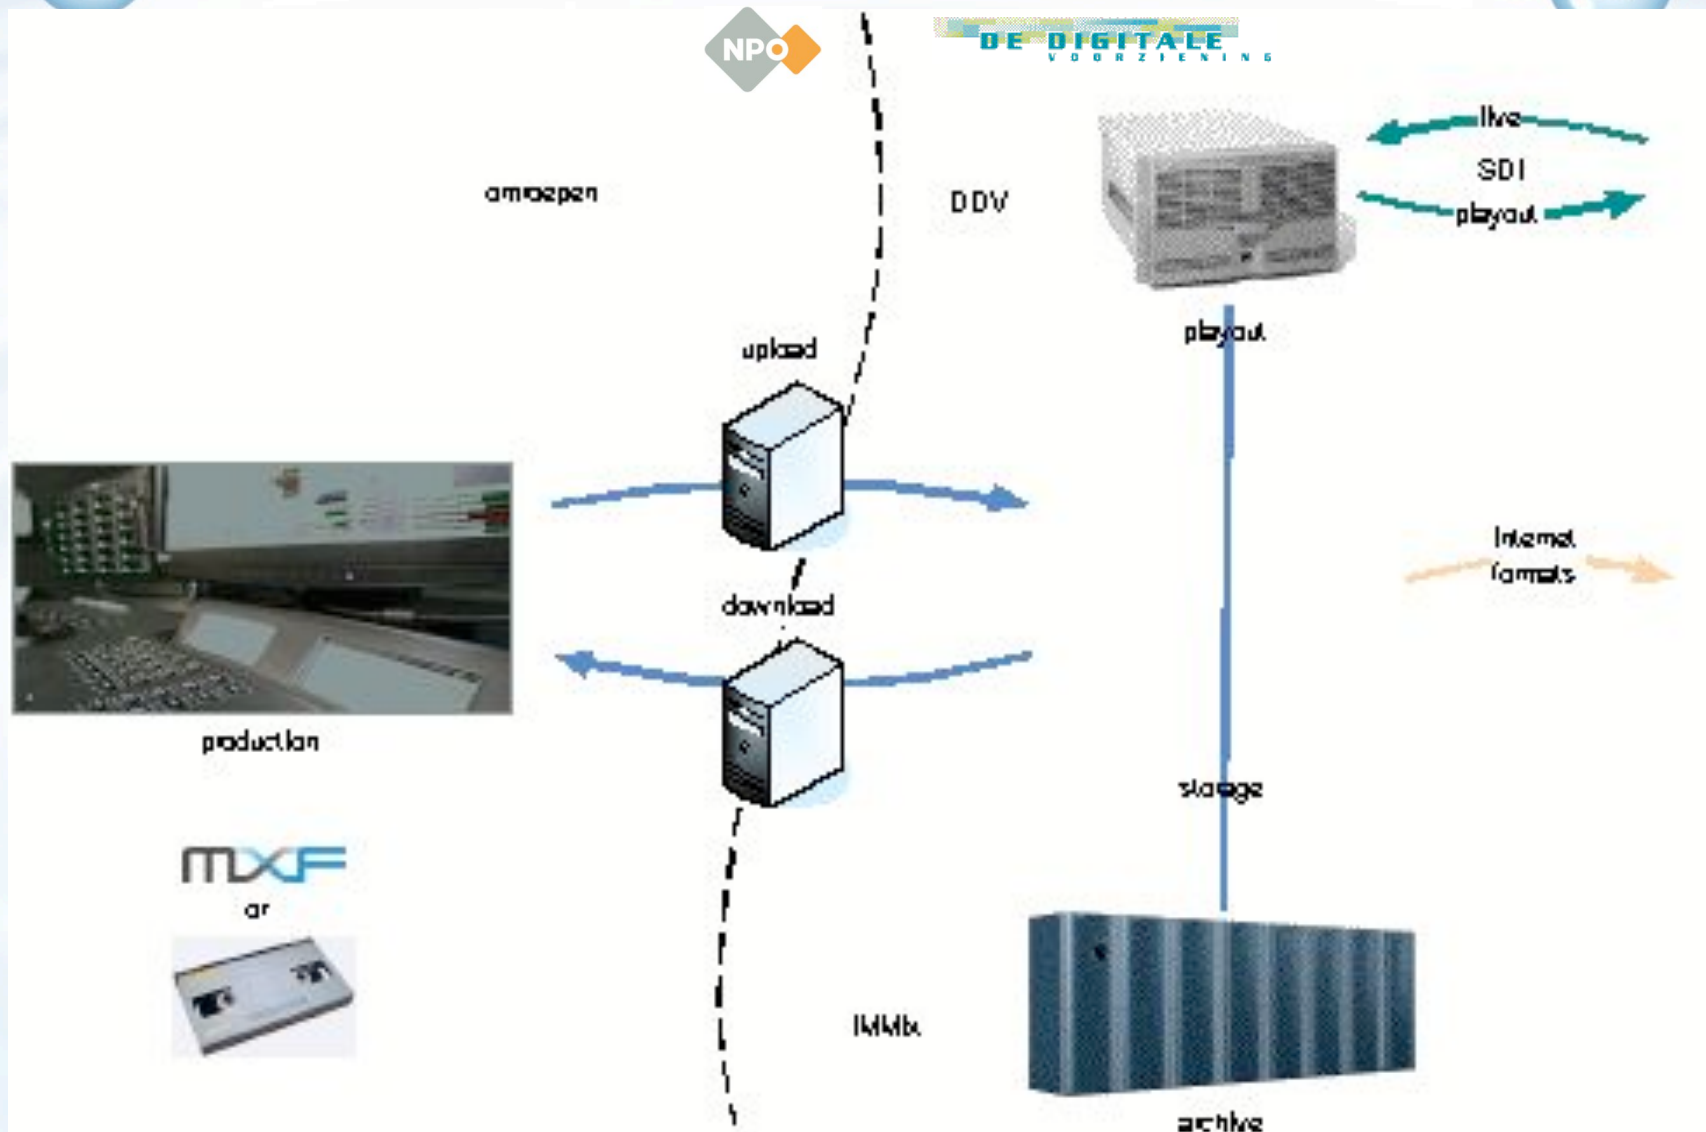 NPO
DE DIGITALE
VOORZIENING
live
SDI
playout
omroepen
DDV
playout
upload
Internet
formats
download
production
storage
MXF
or
IMMix
archive